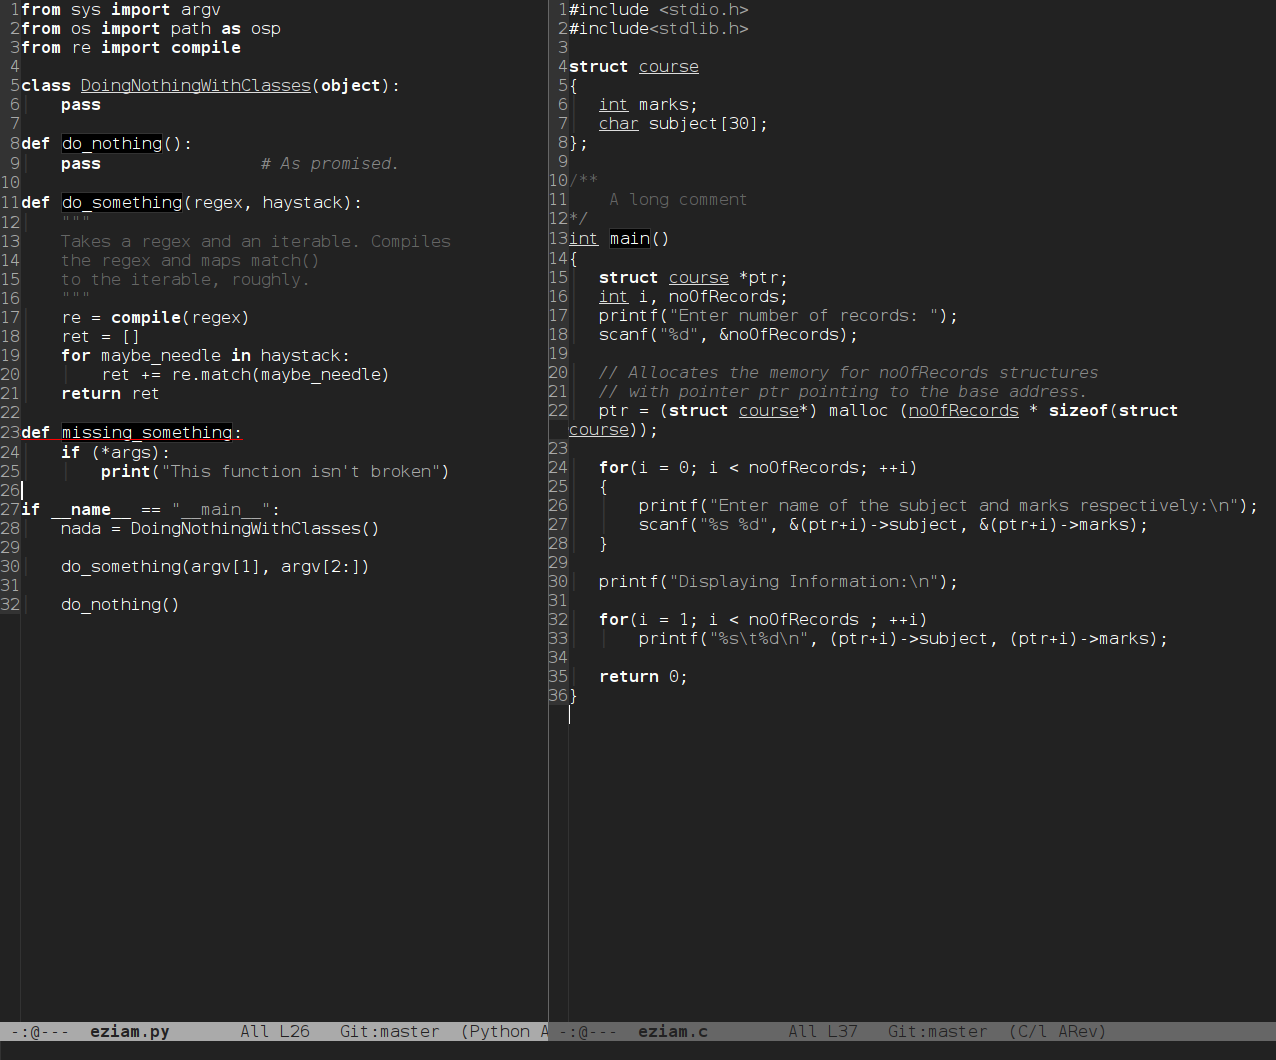 1from sys import argv
2from os import path as osp
3from re import compile
4
5class DoingNothingWithClasses(object):
6    pass
7
8def do_nothing():
9    pass                # As promised.
10
11def do_something(regex, haystack):
12    """
13    Takes a regex and an iterable. Compiles
14    the regex and maps match()
15    to the iterable, roughly.
16    """
17    re = compile(regex)
18    ret = []
19    for maybe_needle in haystack:
20        ret += re.match(maybe_needle)
21    return ret
22
23def missing_something:
24    if (*args):
25        print("This function isn't broken")
26
27if __name__ == "__main__":
28    nada = DoingNothingWithClasses()
29
30    do_something(argv[1], argv[2:])
31
32    do_nothing()
-:@---  eziam.py       All L26   Git:master  (Python A
1#include <stdio.h>
2#include<stdlib.h>
3
4struct course
5{
6   int marks;
7   char subject[30];
8};
9
10/**
11    A long comment
12*/
13int main()
14{
15   struct course *ptr;
16   int i, noOfRecords;
17   printf("Enter number of records: ");
18   scanf("%d", &noOfRecords);
19
20   // Allocates the memory for noOfRecords structures
21   // with pointer ptr pointing to the base address.
22   ptr = (struct course*) malloc (noOfRecords * sizeof(struct
course));
23
24   for(i = 0; i < noOfRecords; ++i)
25   {
26       printf("Enter name of the subject and marks respectively:\n");
27       scanf("%s %d", &(ptr+i)->subject, &(ptr+i)->marks);
28   }
29
30   printf("Displaying Information:\n");
31
32   for(i = 1; i < noOfRecords ; ++i)
33       printf("%s\t%d\n", (ptr+i)->subject, (ptr+i)->marks);
34
35   return 0;
36}
-:@---  eziam.c        All L37   Git:master  (C/l ARev)